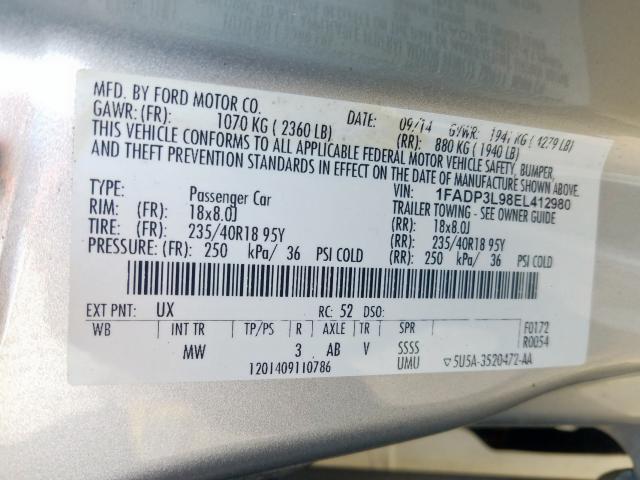 MFD. BY FORD MOTOR CO.
DATE: 09/14 GVWR: 1941 KG ( 4279 LB)
GAWR: (FR): 1070 KG ( 2360 LB) (RR): 880 KG ( 1940 LB)
THIS VEHICLE CONFORMS TO ALL APPLICABLE FEDERAL MOTOR VEHICLE SAFETY, BUMPER,
AND THEFT PREVENTION STANDARDS IN EFFECT ON THE DATE OF MANUFACTURE SHOWN ABOVE.
VIN: 1FADP3L98EL412980
TYPE: Passenger Car TRAILER TOWING - SEE OWNER GUIDE
RIM: (FR): 18x8.0J (RR): 18x8.0J
TIRE: (FR): 235/40R18 95Y (RR): 235/40R18 95Y
PRESSURE: (FR): 250 kPa/ 36 PSI COLD (RR): 250 kPa/ 36 PSI COLD
EXT PNT: UX RC: 52 DSO:
WB INT TR TP/PS R AXLE TR SPR F0172
R0054
MW 3 AB V SSSS
UMU ▽5U5A-3520472-AA
1201409110786